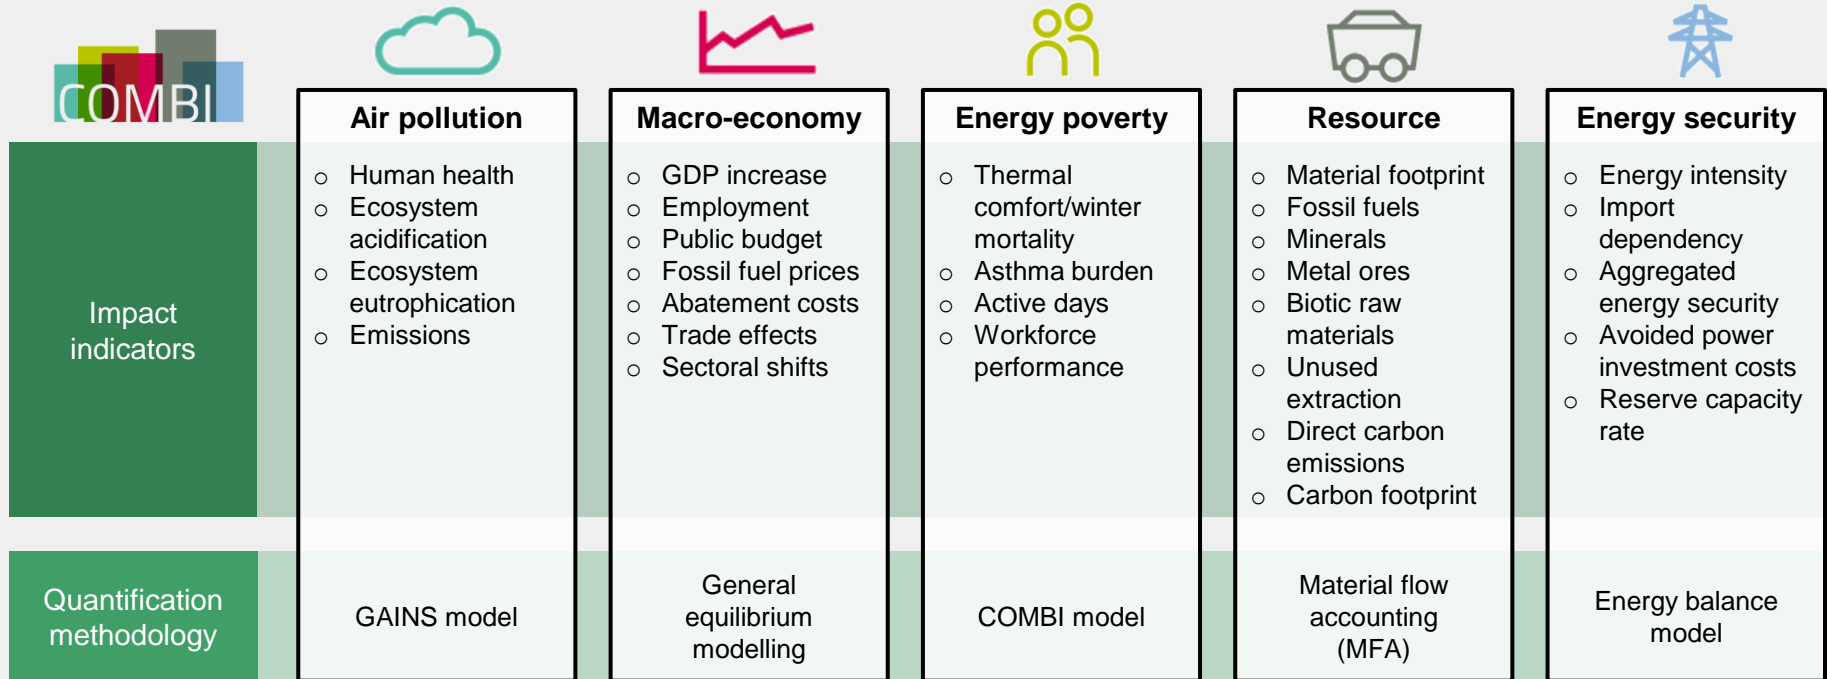 COMBI
Air pollution
Macro-economy
Energy poverty
Resource
Energy security
Impact
indicators
o Human health
o Ecosystem
acidification
o Ecosystem
eutrophication
o Emissions
o GDP increase
o Employment
o Public budget
o Fossil fuel prices
o Abatement costs
o Trade effects
o Sectoral shifts
o Thermal
comfort/winter
mortality
o Asthma burden
o Active days
o Workforce
performance
o Material footprint
o Fossil fuels
o Minerals
o Metal ores
o Biotic raw
materials
o Unused
extraction
o Direct carbon
emissions
o Carbon footprint
o Energy intensity
o Import
dependency
o Aggregated
energy security
o Avoided power
investment costs
o Reserve capacity
rate
Quantification
methodology
GAINS model
General
equilibrium
modelling
COMBI model
Material flow
accounting
(MFA)
Energy balance
model